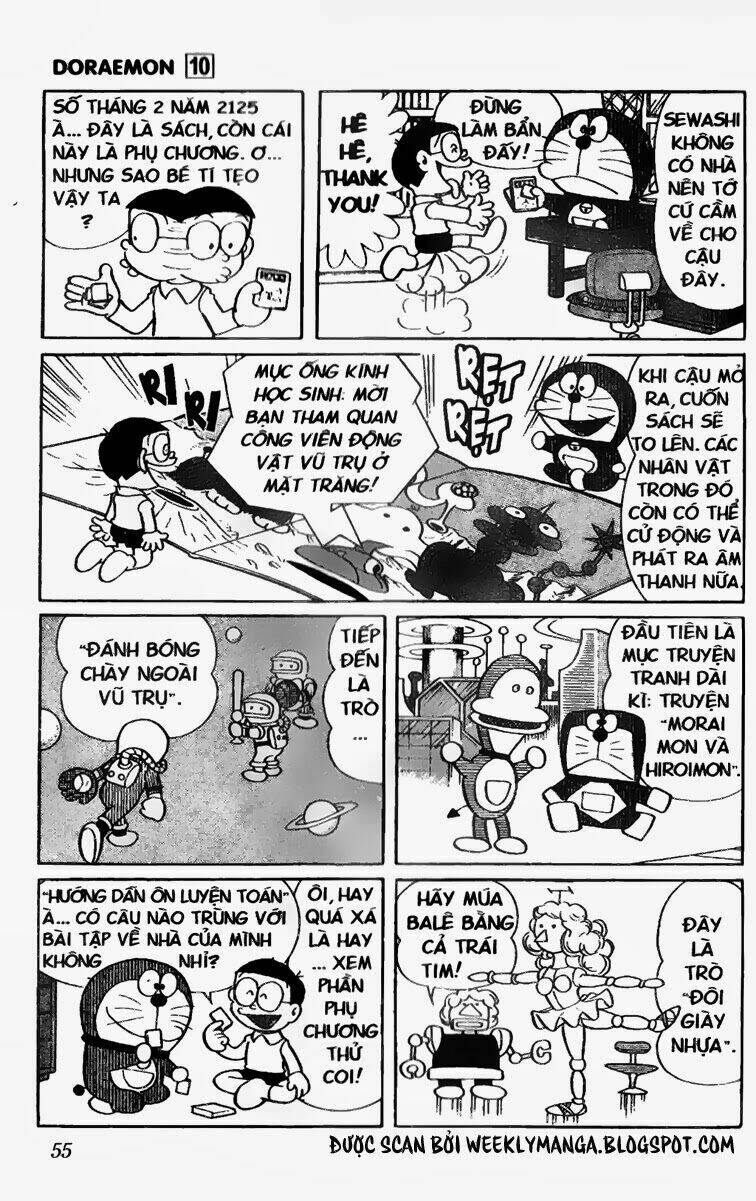 DORAEMON 10
SEWASHI
KHÔNG
CÓ NHÀ
NÊN TỚ
CỨ CẦM
VỀ CHO
CẬU
ĐÂY.
ĐỪNG
LÀM BẨN
ĐẤY!
HÊ
HÊ,
THANK
YOU!
SỐ THÁNG 2 NĂM 2125
À... ĐÂY LÀ SÁCH, CÒN CÁI
NÀY LÀ PHỤ CHƯƠNG. Ơ...
NHƯNG SAO BÉ TÍ TẸO
VẬY TA
?
KHI CẬU MỞ
RA, CUỐN
SÁCH SẼ
TO LÊN. CÁC
NHÂN VẬT
TRONG ĐÓ
CÒN CÓ THỂ
CỬ ĐỘNG VÀ
PHÁT RA ÂM
THANH NỮA.
RẸT
RẸT
MỤC ỐNG KÍNH
HỌC SINH: MỜI
BẠN THAM QUAN
CÔNG VIÊN ĐỘNG
VẬT VŨ TRỤ Ở
MẶT TRĂNG!
RI
RI
ĐẦU TIÊN LÀ
MỤC TRUYỆN
TRANH DÀI
KÌ: TRUYỆN
"MORAI
MON VÀ
HIROIMON".
TIẾP
ĐẾN
LÀ
TRÒ
...
"ĐÁNH BÓNG
CHÀY NGOÀI
VŨ TRỤ".
ĐÂY
LÀ
TRÒ
"ĐÔI
GIÀY
NHỰA".
HÃY MÚA
BALÊ BẰNG
CẢ TRÁI
TIM!
ÔI, HAY
QUÁ XÁ
LÀ HAY
... XEM
PHẦN
PHỤ
CHƯƠNG
THỬ
COI!
"HƯỚNG DẪN ÔN LUYỆN TOÁN"
À... CÓ CÂU NÀO TRÙNG VỚI
BÀI TẬP VỀ NHÀ CỦA MÌNH
KHÔNG NHỈ?
55
ĐƯỢC SCAN BỞI WEEKLYMANGA.BLOGSPOT.COM